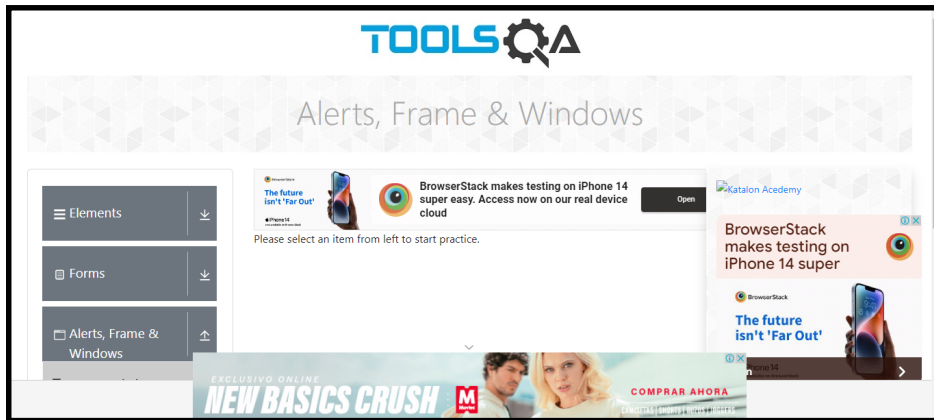 TOOLSQA
Alerts, Frame & Windows
Elements
Forms
Alerts, Frame &
Windows
BrowserStack
The future
isn't 'Far Out'
iPhone 14
BrowserStack makes testing on iPhone 14
super easy. Access now on our real device
cloud
Open
Please select an item from left to start practice.
Katalon Acedemy
BrowserStack
makes testing on
iPhone 14 super
BrowserStack
The future
isn't 'Far Out'
EXCLUSIVO ONLINE
NEW BASICS CRUSH
M
COMPRAR AHORA